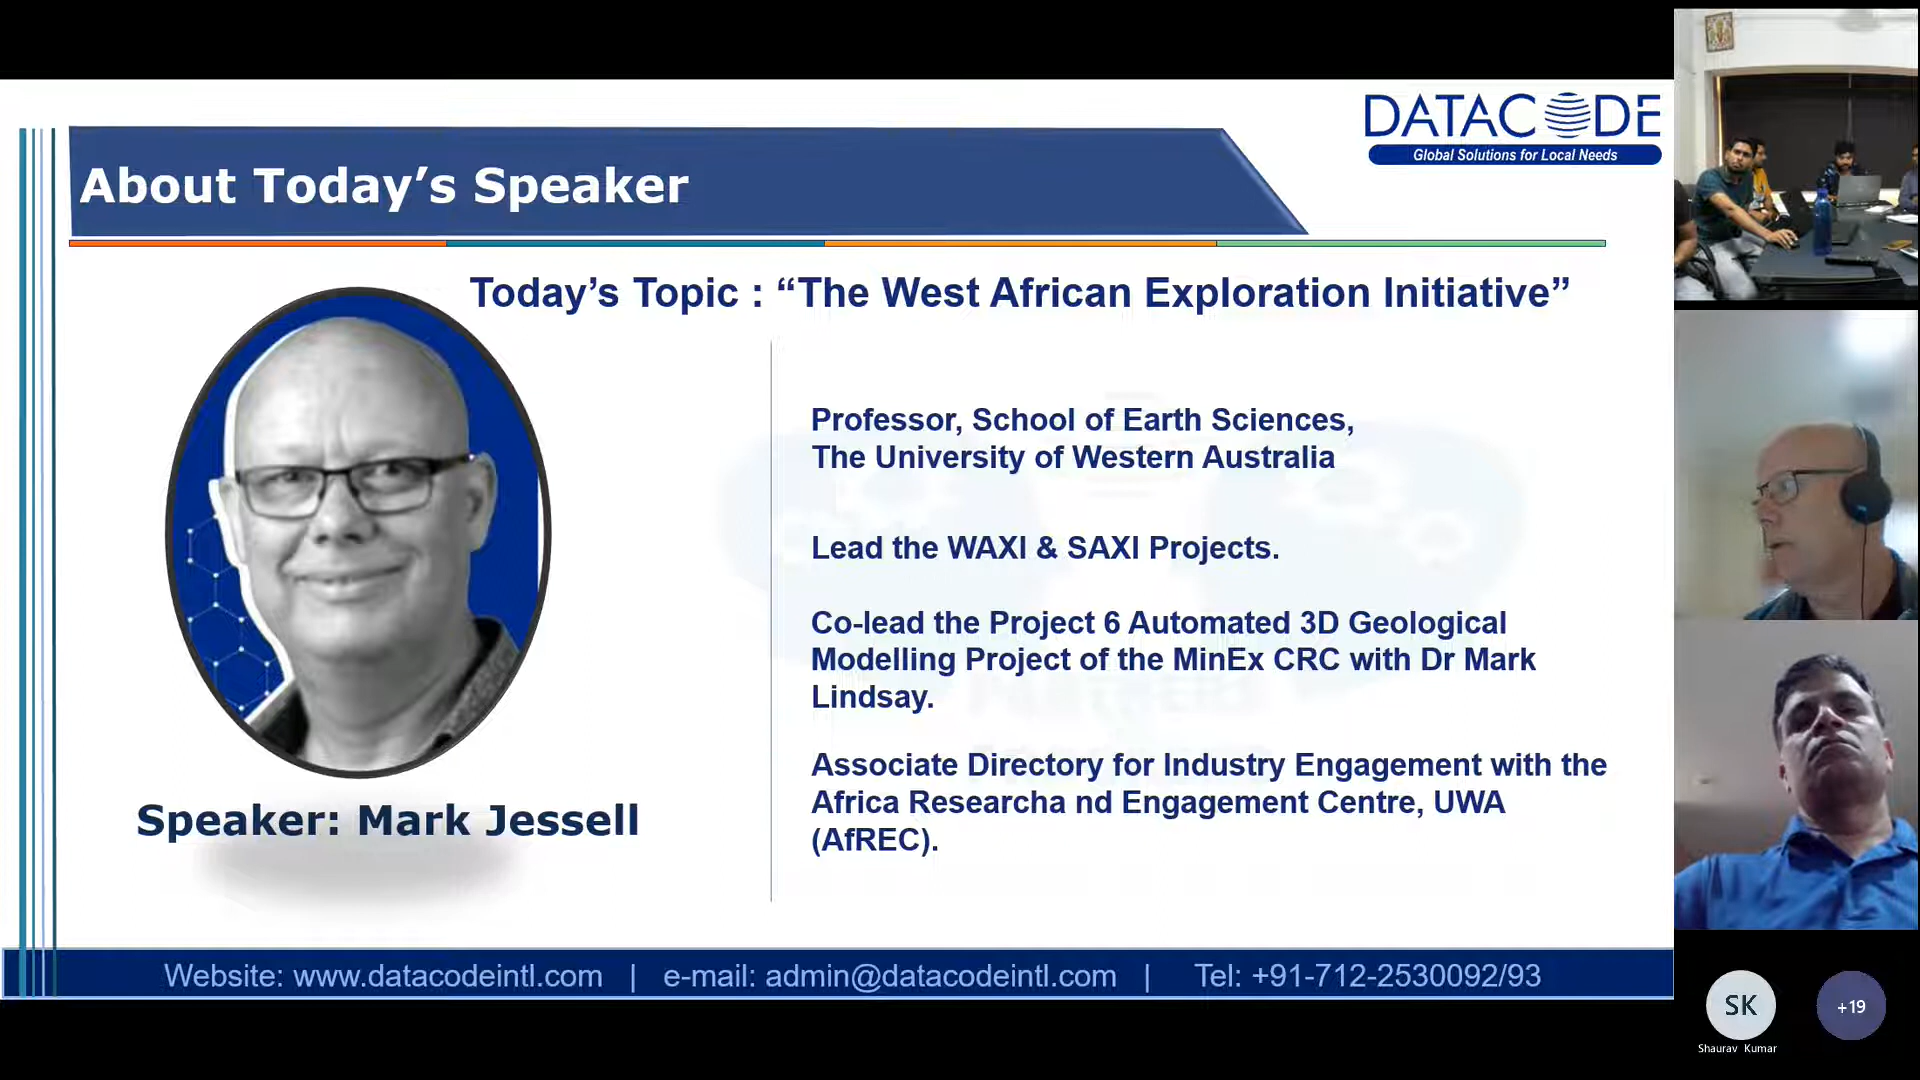 DATACODE
Global Solutions for Local Needs
About Today’s Speaker
Today’s Topic : “The West African Exploration Initiative”
Professor, School of Earth Sciences,
The University of Western Australia
Lead the WAXI & SAXI Projects.
Co-lead the Project 6 Automated 3D Geological
Modelling Project of the MinEx CRC with Dr Mark
Lindsay.
Associate Directory for Industry Engagement with the
Africa Researcha nd Engagement Centre, UWA
(AfREC).
Speaker: Mark Jessell
Website: www.datacodeintl.com | e-mail: admin@datacodeintl.com | Tel: +91-712-2530092/93
SK
+19
Shaurav Kumar